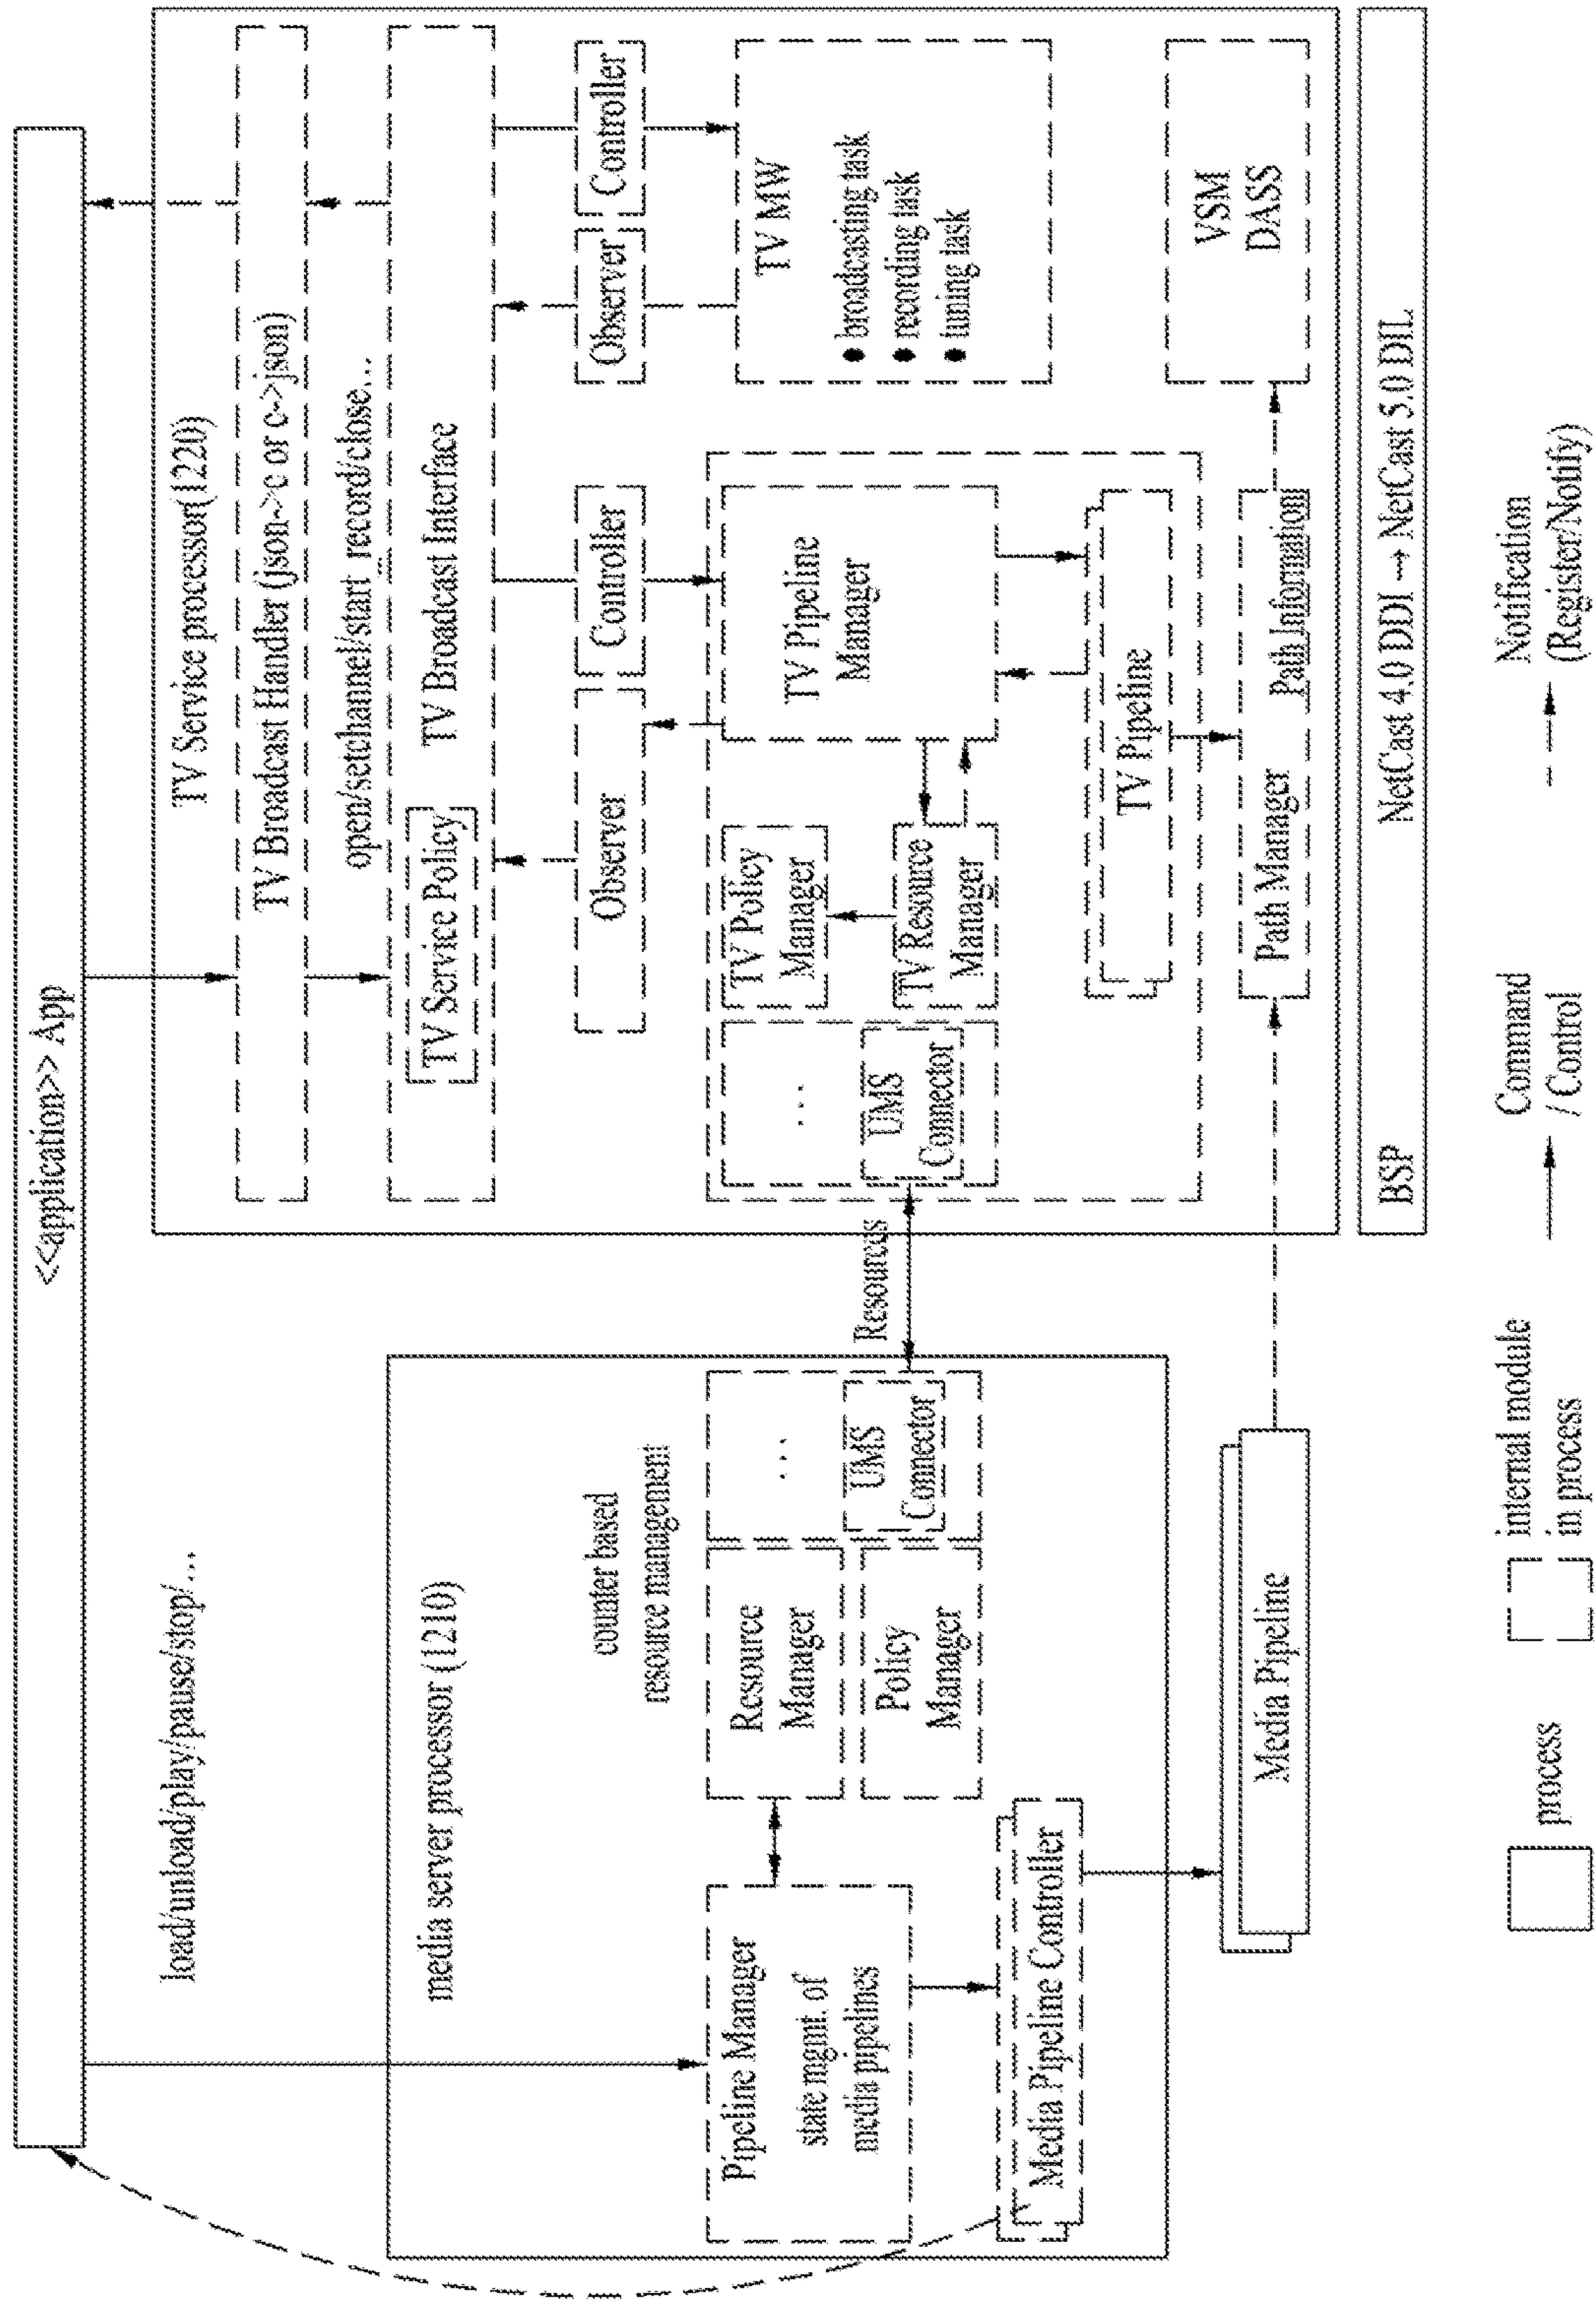 <<application>> App
load/unload/play/pause/stop/...
media server processor (1210)
counter based
resource management
Pipeline Manager
state mgmt. of
media pipelines
Resource
Manager
Policy
Manager
...
UMS
Connector
Media Pipeline Controller
Media Pipeline
Resources
TV Service processor(1220)
TV Broadcast Handler (json->c or c->json)
open/setchannel/start_record/close...
TV Service Policy
TV Broadcast Interface
Observer
Controller
Observer
Controller
...
UMS
Connector
TV Policy
Manager
TV Resource
Manager
TV Pipeline
Manager
TV Pipeline
TV MW
● broadcasting task
● recording task
● tuning task
Path Manager
Path Information
VSM
DASS
BSP
NetCast 4.0 DDI → NetCast 5.0 DIL
process
internal module
in process
Command
/ Control
Notification
(Register/Notify)